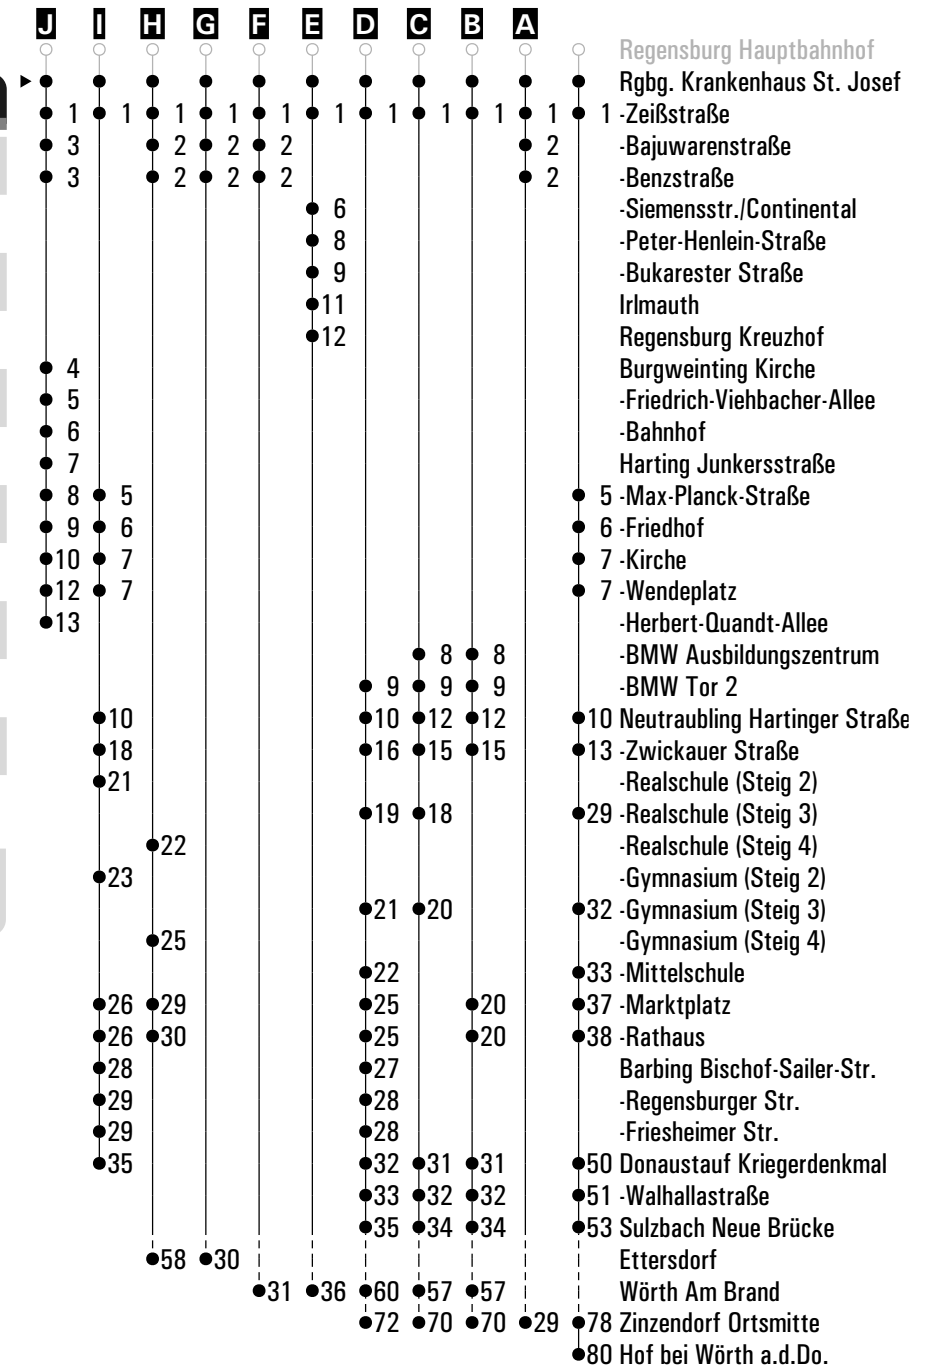 J I H G F E D C B A
Regensburg Hauptbahnhof
Rgbg. Krankenhaus St. Josef
1 1 1 1 1 1 1 1 1 1 1 -Zeißstraße
3 2 2 2 2 -Bajuwarenstraße
3 2 2 2 2 -Benzstraße
6 -Siemensstr./Continental
8 -Peter-Henlein-Straße
9 -Bukarester Straße
11 Irlmauth
12 Regensburg Kreuzhof
4 Burgweinting Kirche
5 -Friedrich-Viehbacher-Allee
6 -Bahnhof
7 Harting Junkersstraße
8 5 5 -Max-Planck-Straße
9 6 6 -Friedhof
10 7 7 -Kirche
12 7 7 -Wendeplatz
13 -Herbert-Quandt-Allee
8 8 -BMW Ausbildungszentrum
9 9 9 -BMW Tor 2
10 10 12 12 10 Neutraubling Hartinger Straße
18 16 15 15 13 -Zwickauer Straße
21 -Realschule (Steig 2)
19 18 29 -Realschule (Steig 3)
22 -Realschule (Steig 4)
23 -Gymnasium (Steig 2)
21 20 32 -Gymnasium (Steig 3)
25 -Gymnasium (Steig 4)
22 33 -Mittelschule
26 29 25 20 37 -Marktplatz
26 30 25 20 38 -Rathaus
28 27 Barbing Bischof-Sailer-Str.
29 28 -Regensburger Str.
29 28 -Friesheimer Str.
35 32 31 31 50 Donaustauf Kriegerdenkmal
33 32 32 51 -Walhallastraße
35 34 34 53 Sulzbach Neue Brücke
58 30 Ettersdorf
31 36 60 57 57 Wörth Am Brand
72 70 70 29 78 Zinzendorf Ortsmitte
80 Hof bei Wörth a.d.Do.